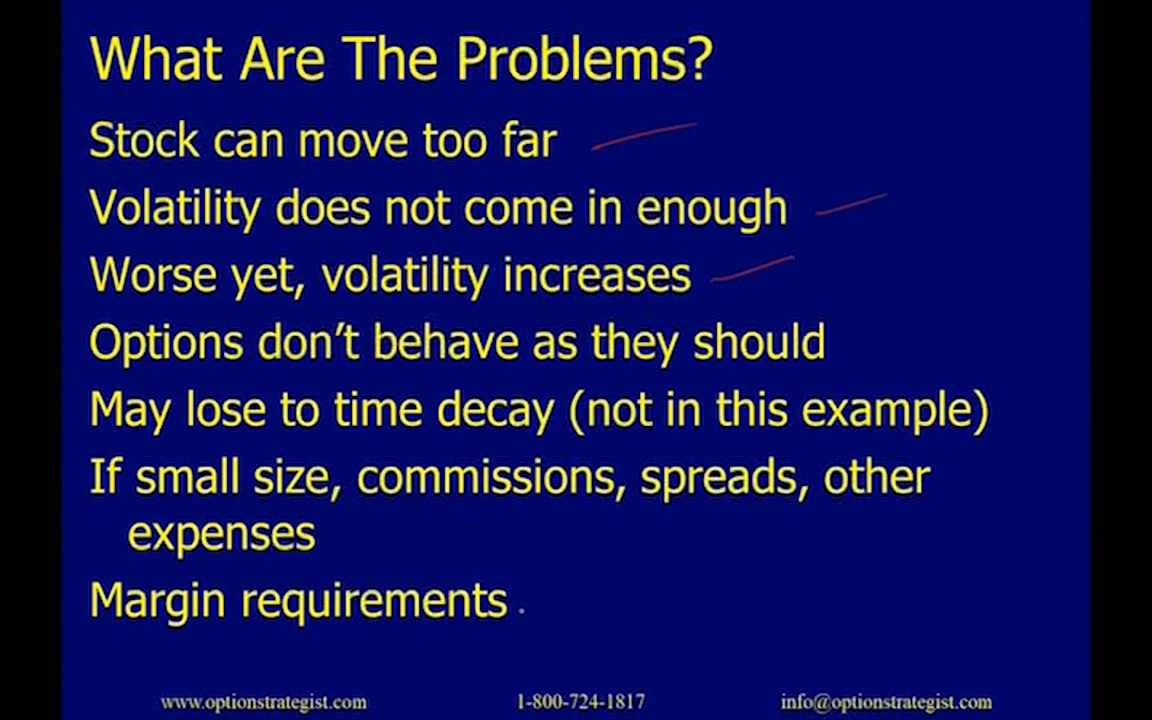 What Are The Problems?
Stock can move too far
Volatility does not come in enough
Worse yet, volatility increases
Options don't behave as they should
May lose to time decay (not in this example)
If small size, commissions, spreads, other
expenses
Margin requirements
www.optionstrategist.com 1-800-724-1817 info@optionstrategist.com